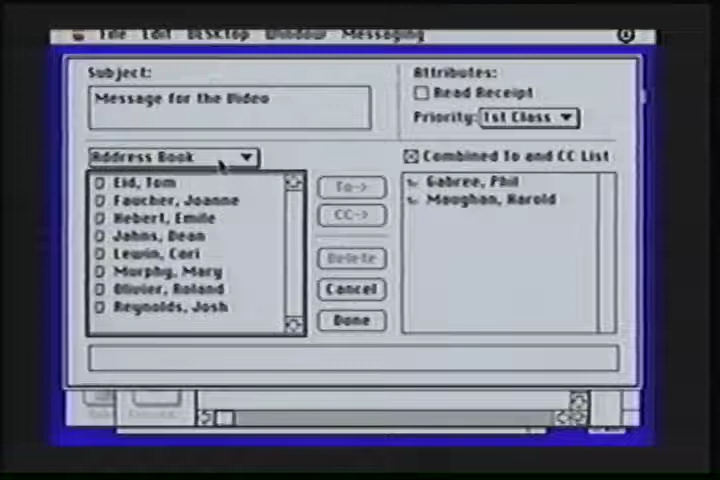 File Edit DESKtop Window Messaging
Subject:
Message for the Video
Attributes:
Read Receipt
Priority: 1st Class
Address Book
Combined To and CC List
Eid, Tom
Faucher, Joanne
Hebert, Emile
Jahns, Dean
Lewin, Cori
Murphy, Mary
Olivier, Roland
Reynolds, Josh
To->
CC->
Delete
Cancel
Done
Gabree, Phil
Maughan, Harold